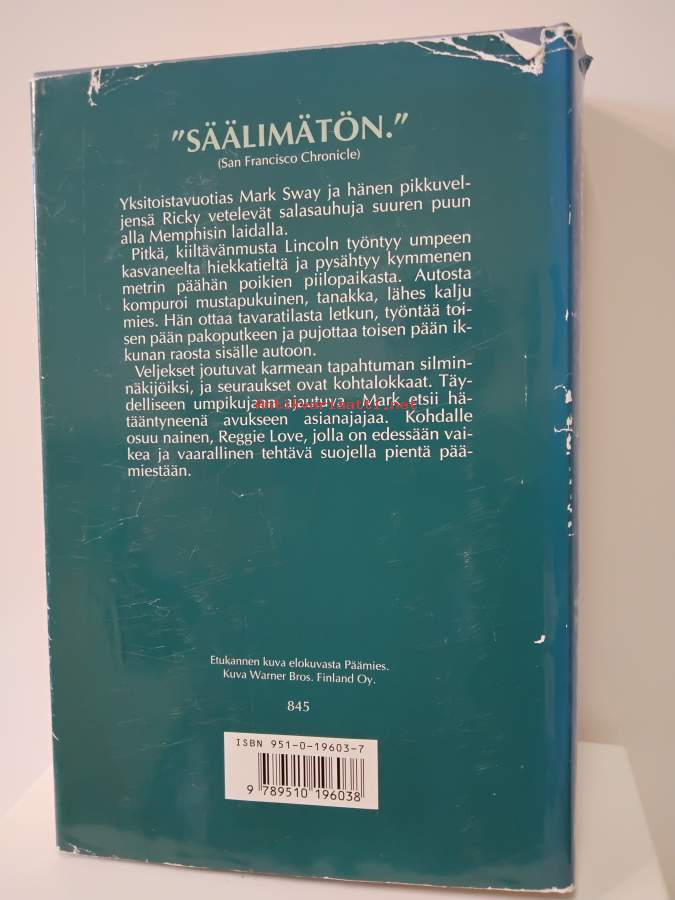 "SÄÄLIMÄTÖN."
(San Francisco Chronicle)
Yksitoistavuotias Mark Sway ja hänen pikkuvel-
jensä Ricky vetelevät salasauhuja suuren puun
alla Memphisin laidalla.
Pitkä, kiiltävänmusta Lincoln työntyy umpeen
kasvaneelta hiekkatieltä ja pysähtyy kymmenen
metrin päähän poikien piilopaikasta. Autosta
kompuroi mustapukuinen, tanakka, lähes kalju
mies. Hän ottaa tavaratilasta letkun, työntää toi-
sen pään pakoputkeen ja pujottaa toisen pään ik-
kunan raosta sisälle autoon.
Veljekset joutuvat karmean tapahtuman silmin-
näkijöiksi, ja seuraukset ovat kohtalokkaat. Täy-
delliseen umpikujaan ajautuva Mark etsii hä-
antikvariaatti.net
tääntyneenä avukseen asianajajaa. Kohdalle
osuu nainen, Reggie Love, jolla on edessään vai-
kea ja vaarallinen tehtävä suojella pientä pää-
miestään.
Etukannen kuva elokuvasta Päämies.
Kuva Warner Bros. Finland Oy.
845
ISBN 951-0-19603-7
9 789510 196038